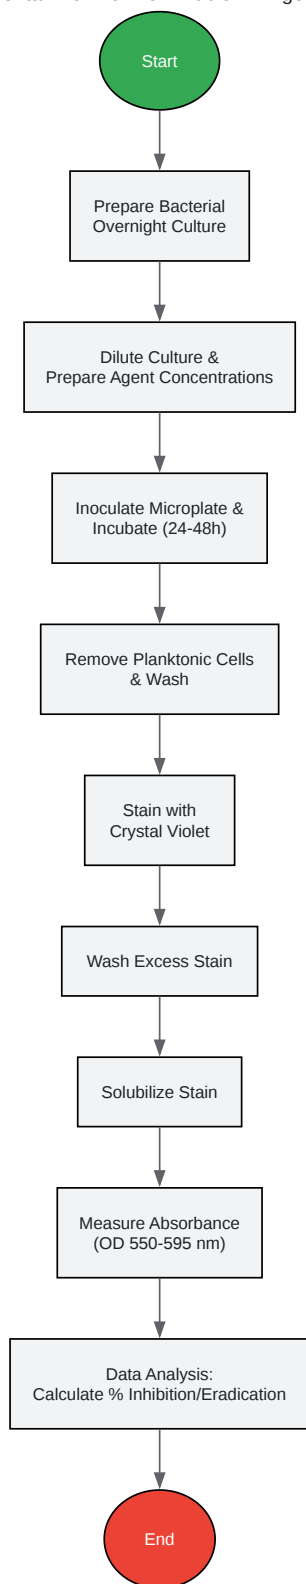 Start
Prepare Bacterial
Overnight Culture
Dilute Culture &
Prepare Agent Concentrations
Inoculate Microplate &
Incubate (24-48h)
Remove Planktonic Cells
& Wash
Stain with
Crystal Violet
Wash Excess Stain
Solubilize Stain
Measure Absorbance
(OD 550-595 nm)
Data Analysis:
Calculate % Inhibition/Eradication
End